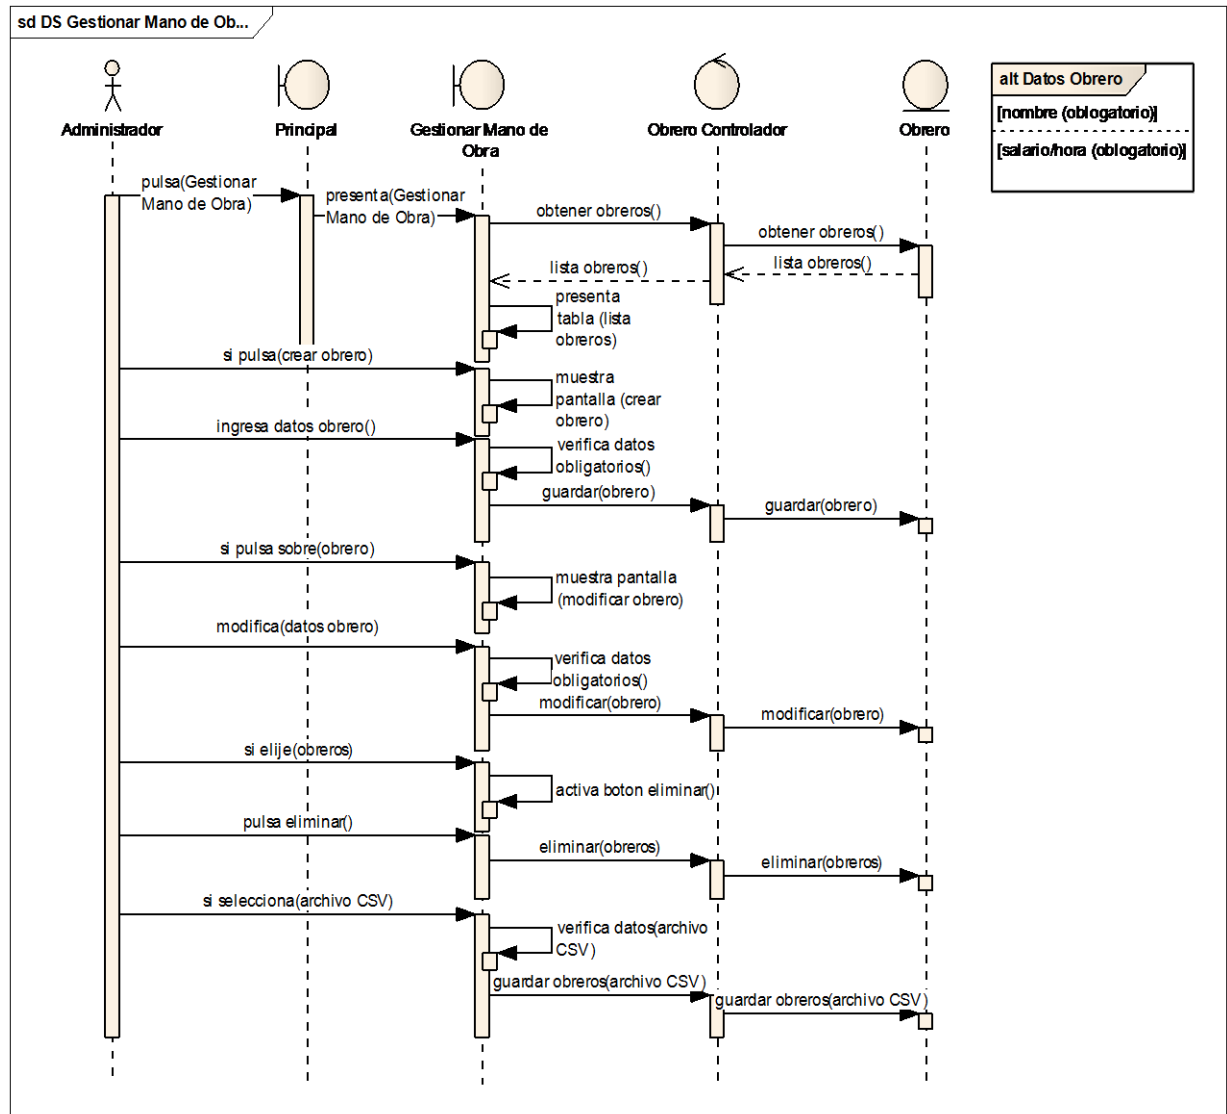 sd DS Gestionar Mano de Ob...
alt Datos Obrero
[nombre (oblogatorio)]
[salario/hora (oblogatorio)]
Administrador
Principal
Gestionar Mano de
Obra
Obrero Controlador
Obrero
pulsa(Gestionar
Mano de Obra)
presenta(Gestionar
Mano de Obra)
obtener obreros()
obtener obreros()
lista obreros()
lista obreros()
presenta
tabla (lista
obreros)
si pulsa(crear obrero)
muestra
pantalla (crear
obrero)
ingresa datos obrero()
verifica datos
obligatorios()
guardar(obrero)
guardar(obrero)
si pulsa sobre(obrero)
muestra pantalla
(modificar obrero)
modifica(datos obrero)
verifica datos
obligatorios()
modificar(obrero)
modificar(obrero)
si elije(obreros)
activa boton eliminar()
pulsa eliminar()
eliminar(obreros)
eliminar(obreros)
si selecciona(archivo CSV)
verifica datos(archivo
CSV)
guardar obreros(archivo CSV)
guardar obreros(archivo CSV)